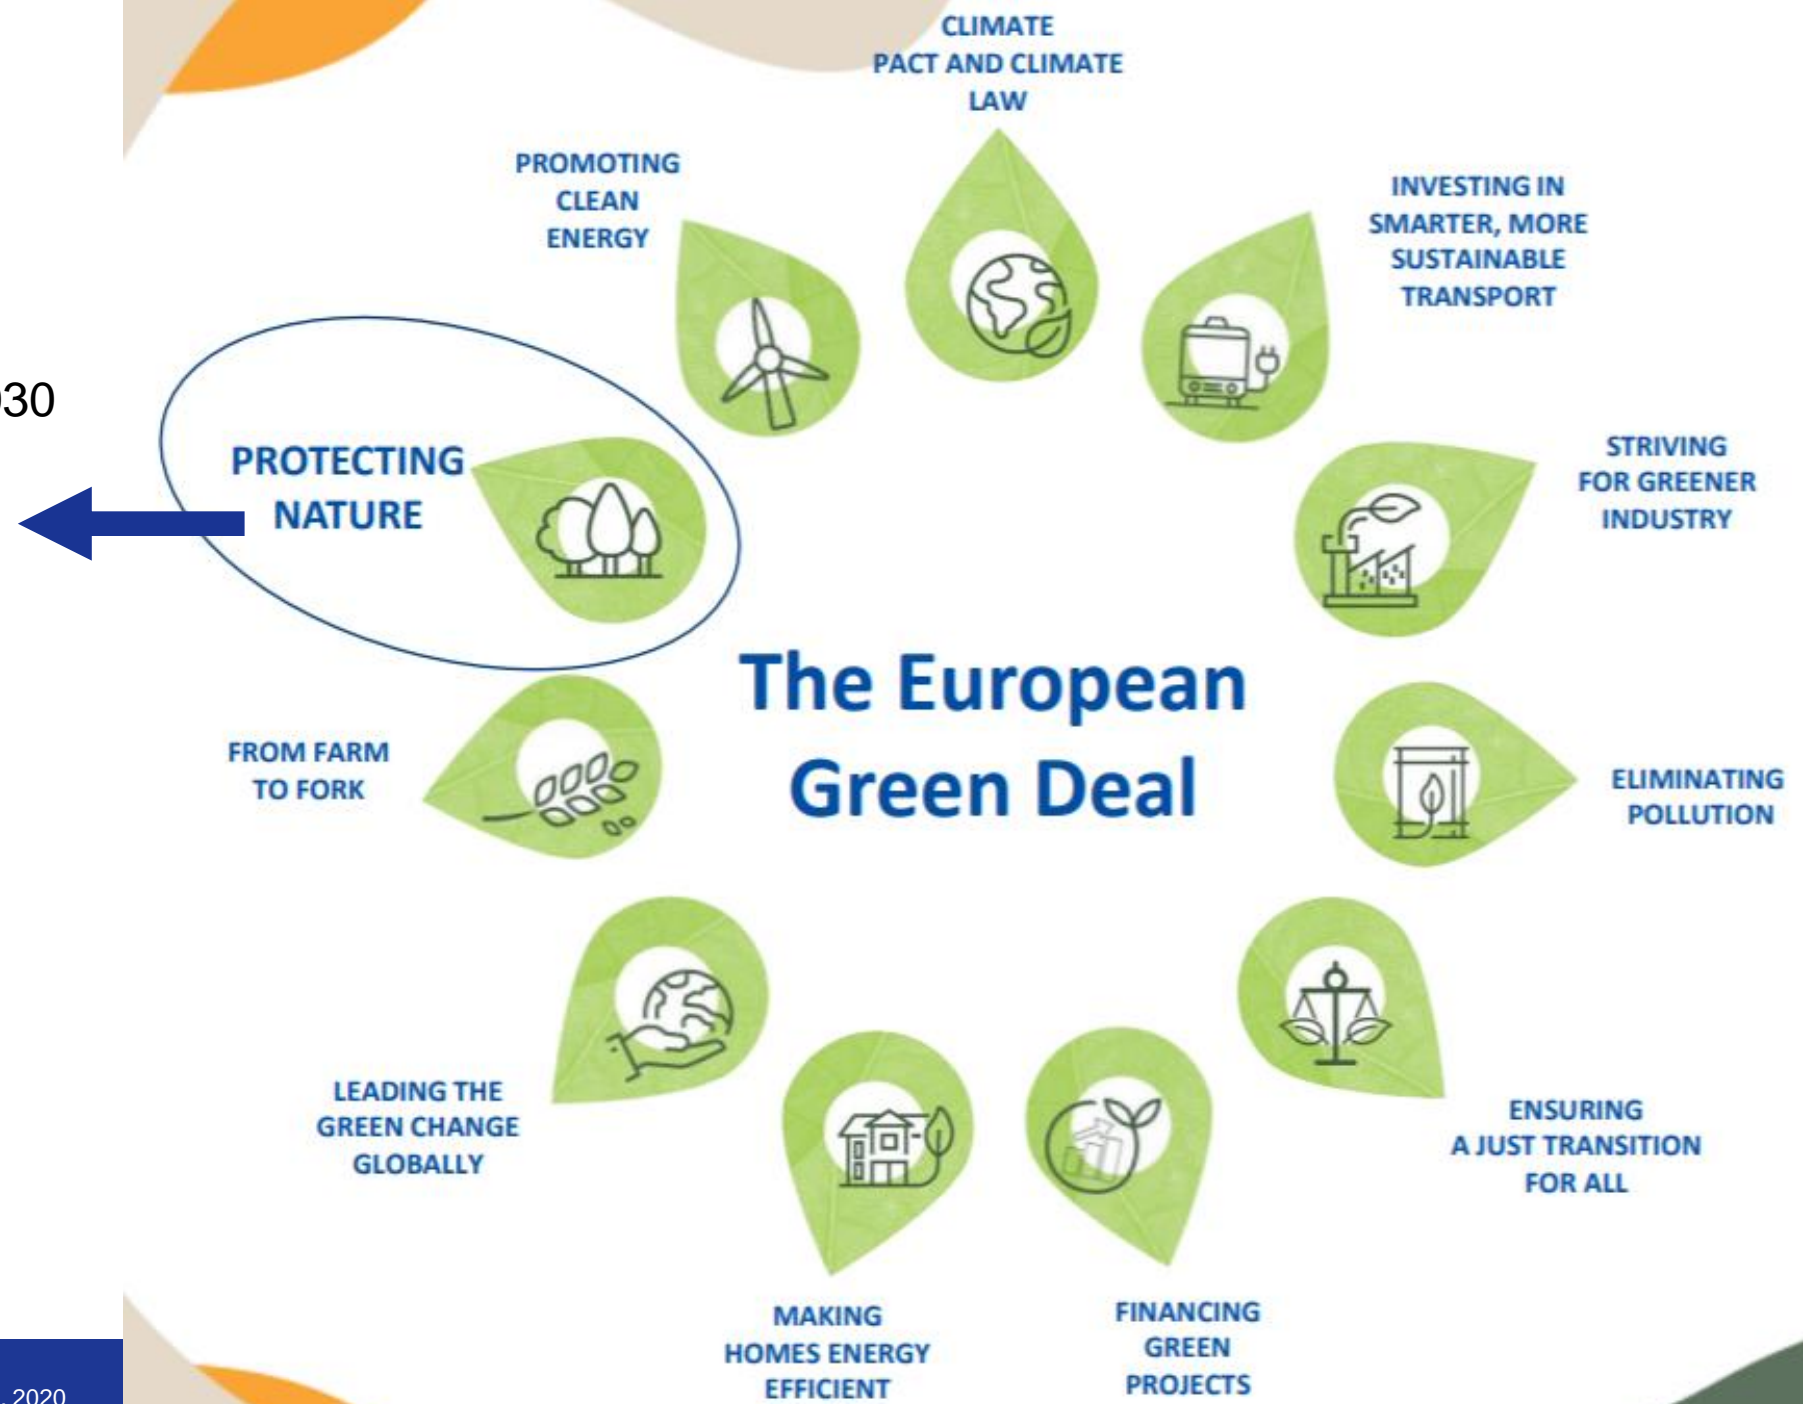 CLIMATE
PACT AND CLIMATE
LAW
PROMOTING
CLEAN
ENERGY
INVESTING IN
SMARTER, MORE
SUSTAINABLE
TRANSPORT
030
PROTECTING
NATURE
STRIVING
FOR GREENER
INDUSTRY
The European
Green Deal
FROM FARM
TO FORK
ELIMINATING
POLLUTION
LEADING THE
GREEN CHANGE
GLOBALLY
ENSURING
A JUST TRANSITION
FOR ALL
MAKING
HOMES ENERGY
EFFICIENT
FINANCING
GREEN
PROJECTS
. 2020